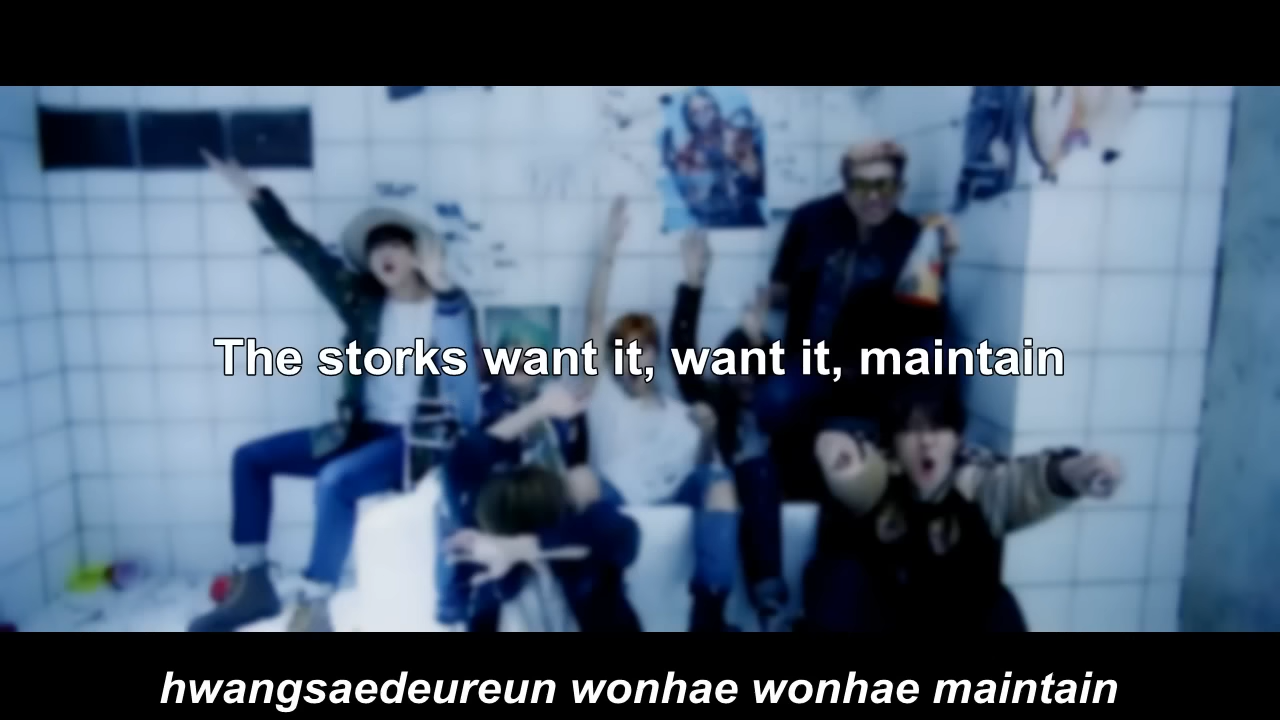 The storks want it, want it, maintain
hwangsaedeureun wonhae wonhae maintain